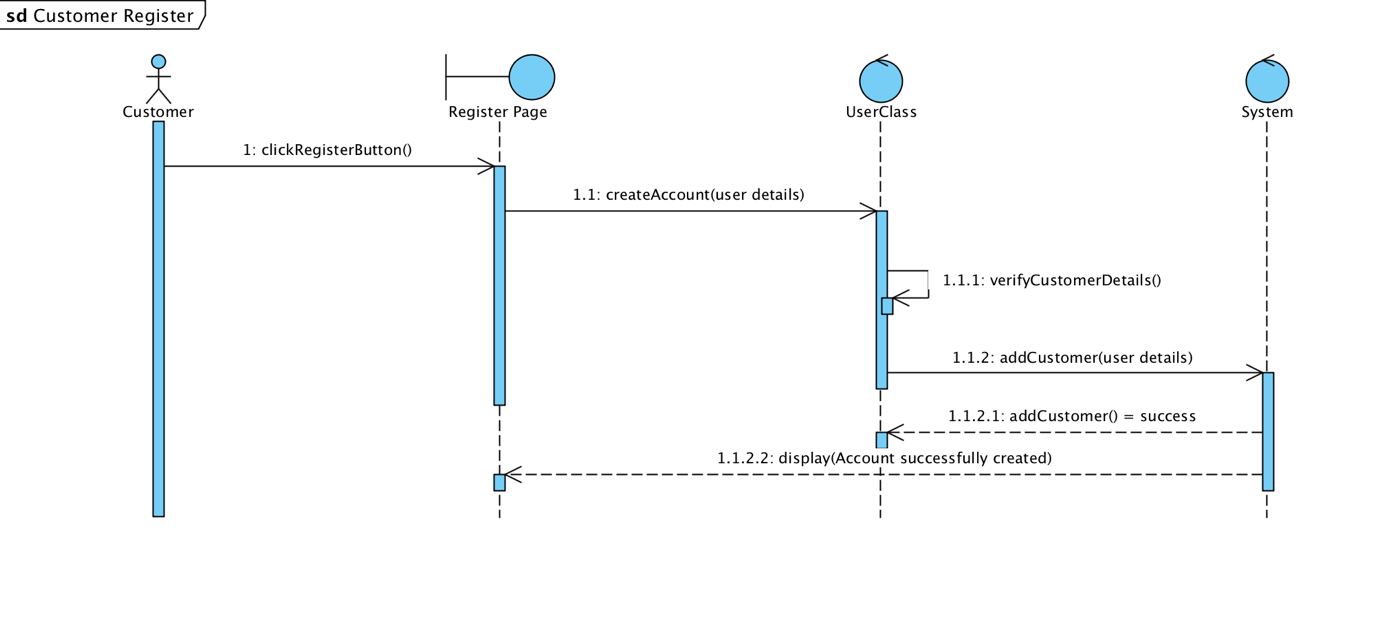 sd Customer Register
Customer
Register Page
UserClass
System
1: clickRegisterButton()
1.1: createAccount(user details)
1.1.1: verifyCustomerDetails()
1.1.2: addCustomer(user details)
1.1.2.1: addCustomer() = success
1.1.2.2: display(Account successfully created)